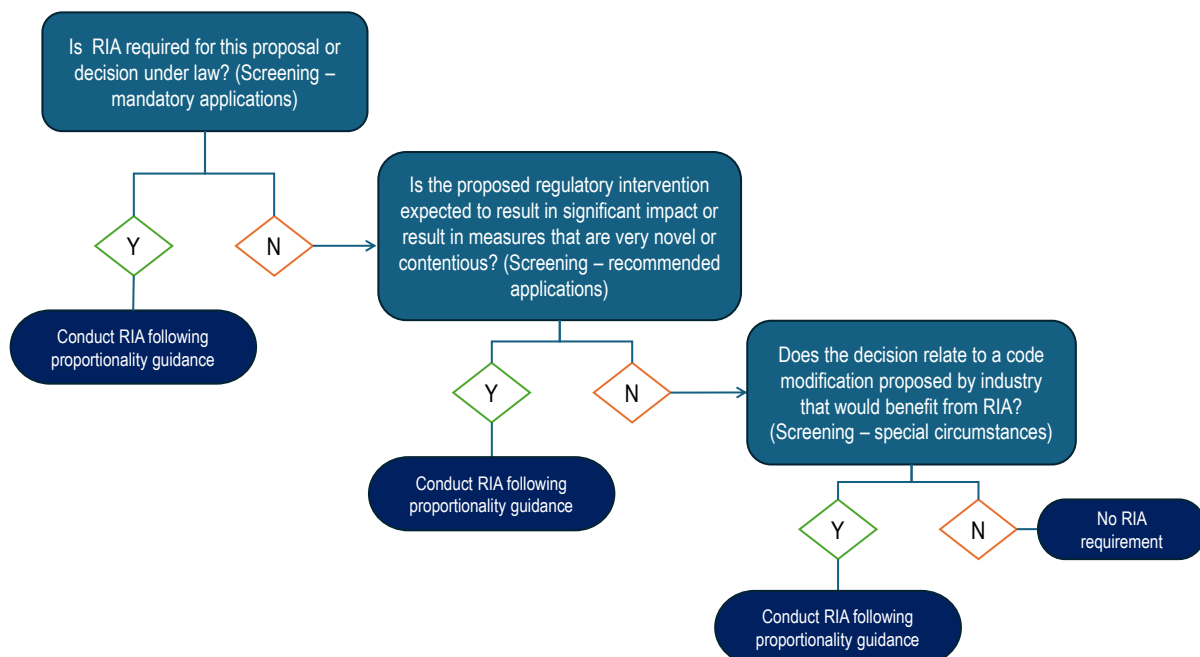 Is RIA required for this proposal or
decision under law? (Screening –
mandatory applications)
Y
N
Conduct RIA following
proportionality guidance
Is the proposed regulatory intervention
expected to result in significant impact or
result in measures that are very novel or
contentious? (Screening – recommended
applications)
Y
N
Conduct RIA following
proportionality guidance
Does the decision relate to a code
modification proposed by industry
that would benefit from RIA?
(Screening – special circumstances)
Y
N
No RIA
requirement
Conduct RIA following
proportionality guidance